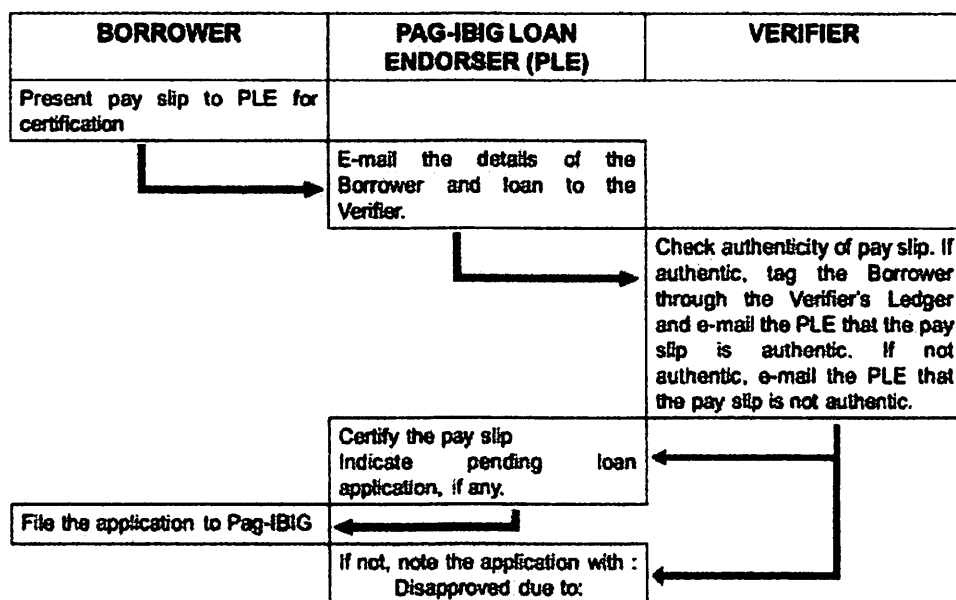 BORROWER
PAG-IBIG LOAN
ENDORSER (PLE)
VERIFIER
Present pay slip to PLE for
certification
E-mail the details of the
Borrower and loan to the
Verifier.
Check authenticity of pay slip. If
authentic, tag the Borrower
through the Verifier's Ledger
and e-mail the PLE that the pay
slip is authentic. If not
authentic, e-mail the PLE that
the pay slip is not authentic.
Certify the pay slip
Indicate pending loan
application, if any.
File the application to Pag-IBIG
If not, note the application with :
Disapproved due to: